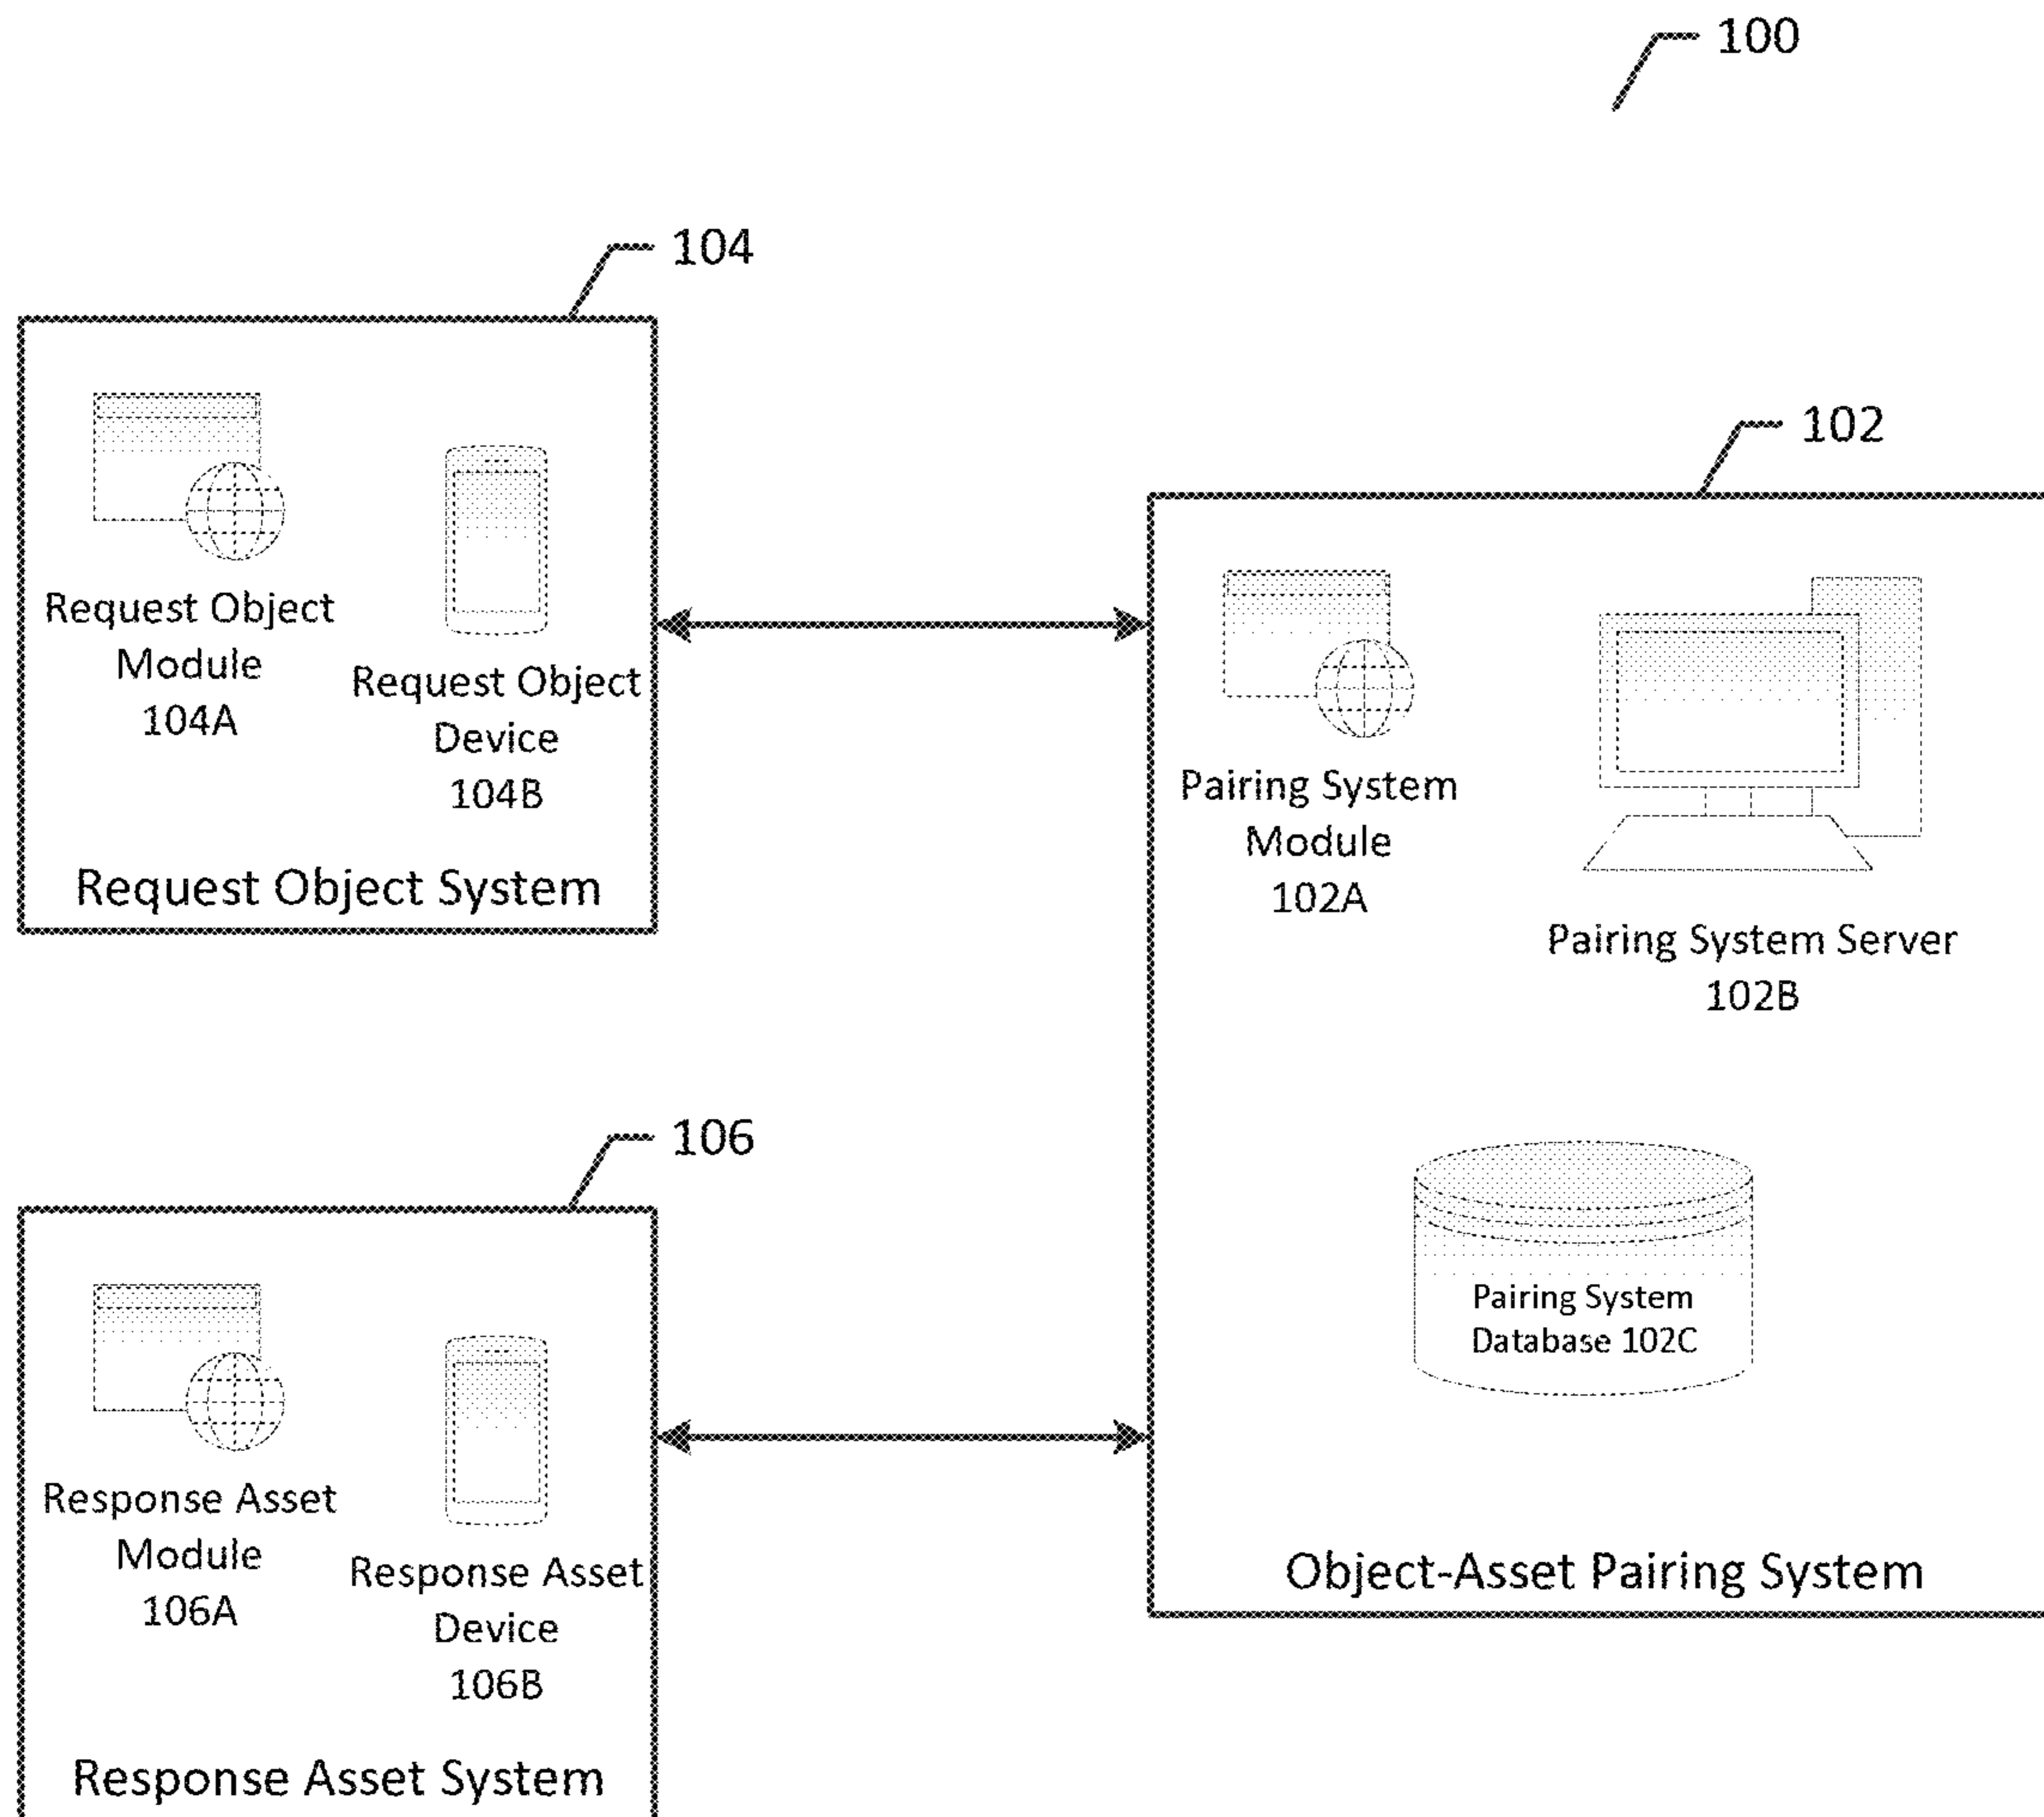 100
104
Request Object
Module
104A
Request Object
Device
104B
Request Object System
102
Pairing System
Module
102A
Pairing System Server
102B
Pairing System
Database 102C
Object-Asset Pairing System
106
Response Asset
Module
106A
Response Asset
Device
106B
Response Asset System